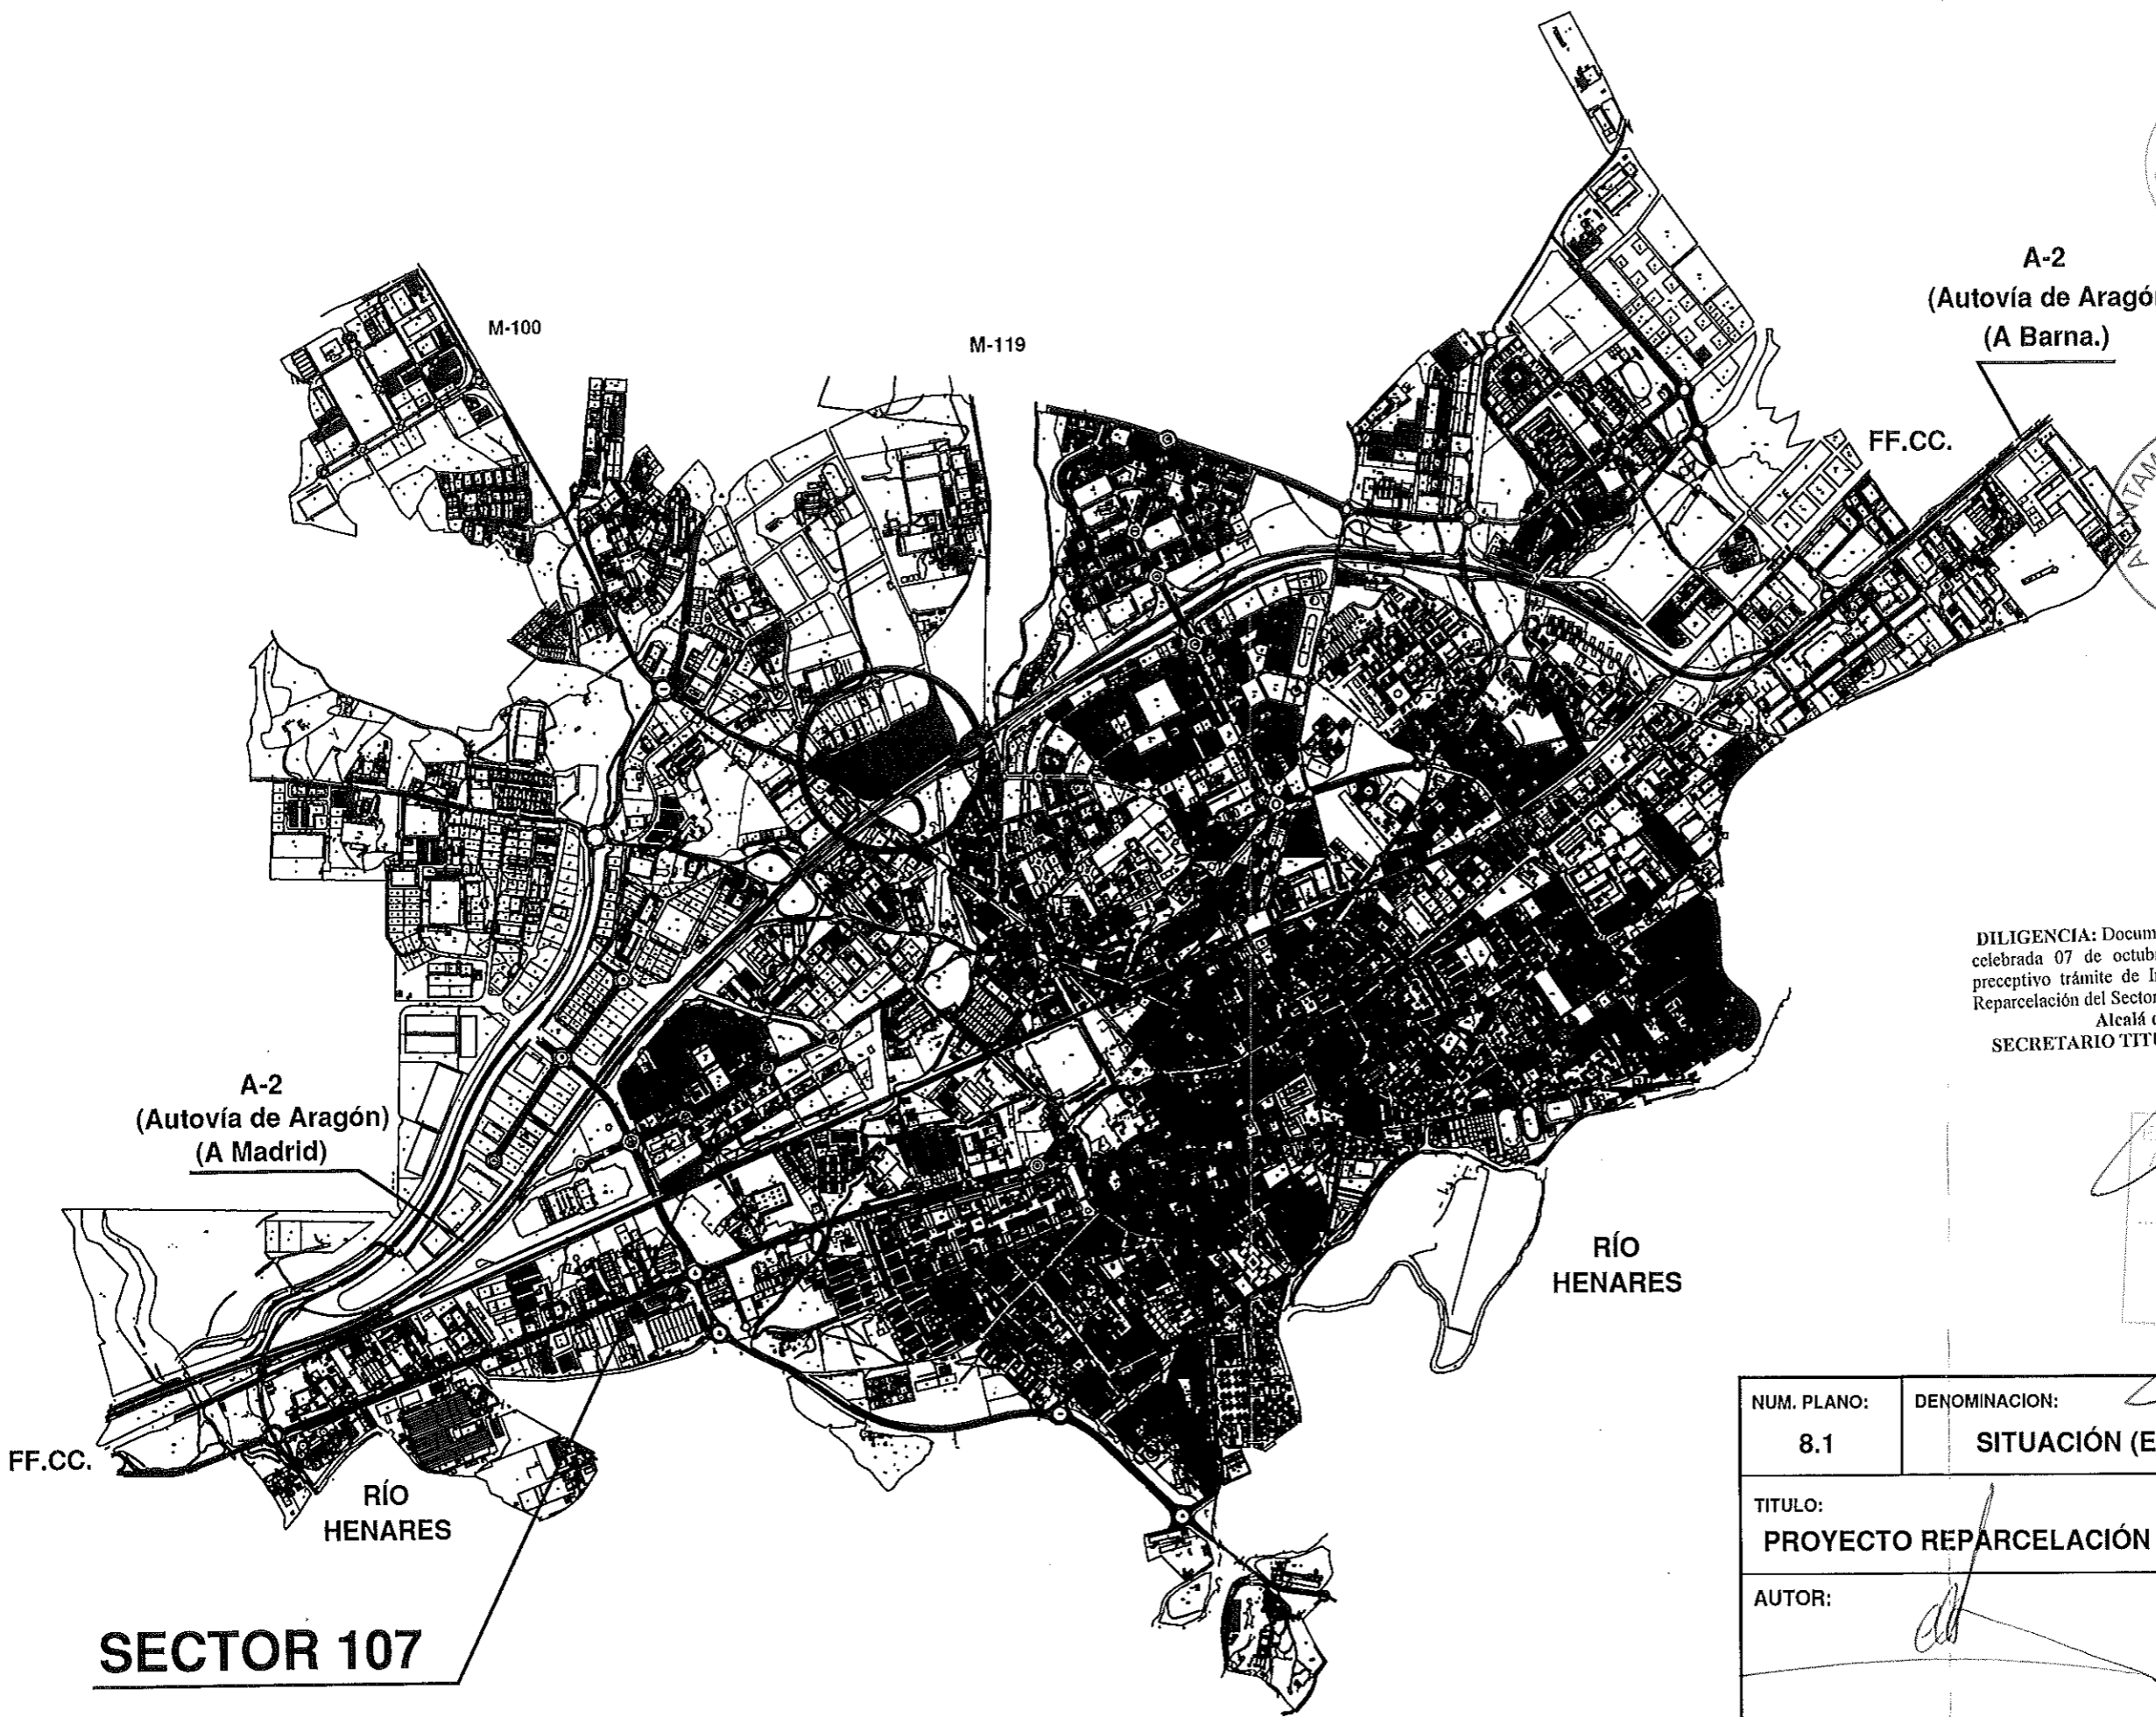 M-100
M-119
A-2
(Autovía de Aragón
(A Barna.)
FF.CC.
DILIGENCIA: Docum
celebrada 07 de octub
preceptivo trámite de I
Reparcelación del Sector
Alcalá d
SECRETARIO TITU
A-2
(Autovía de Aragón)
(A Madrid)
RÍO
HENARES
FF.CC.
RÍO
HENARES
SECTOR 107
NUM. PLANO:
8.1
DENOMINACION:
SITUACIÓN (E
TITULO:
PROYECTO REPARCELACIÓN
AUTOR: